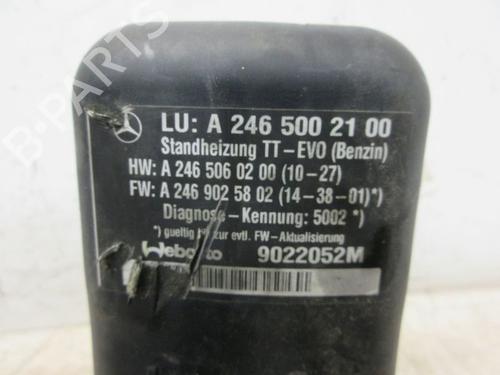 LU: A 246 500 21 00
Standheizung TT-EVO (Benzin)
HW: A 246 506 02 00 (10-27)
FW: A 246 902 58 02 (14-38-01)*)
Diagnose-Kennung: 5002 *)
*) gueltig bis zur evtl. FW-Aktualisierung
Webasto 9022052M
B-PARTS